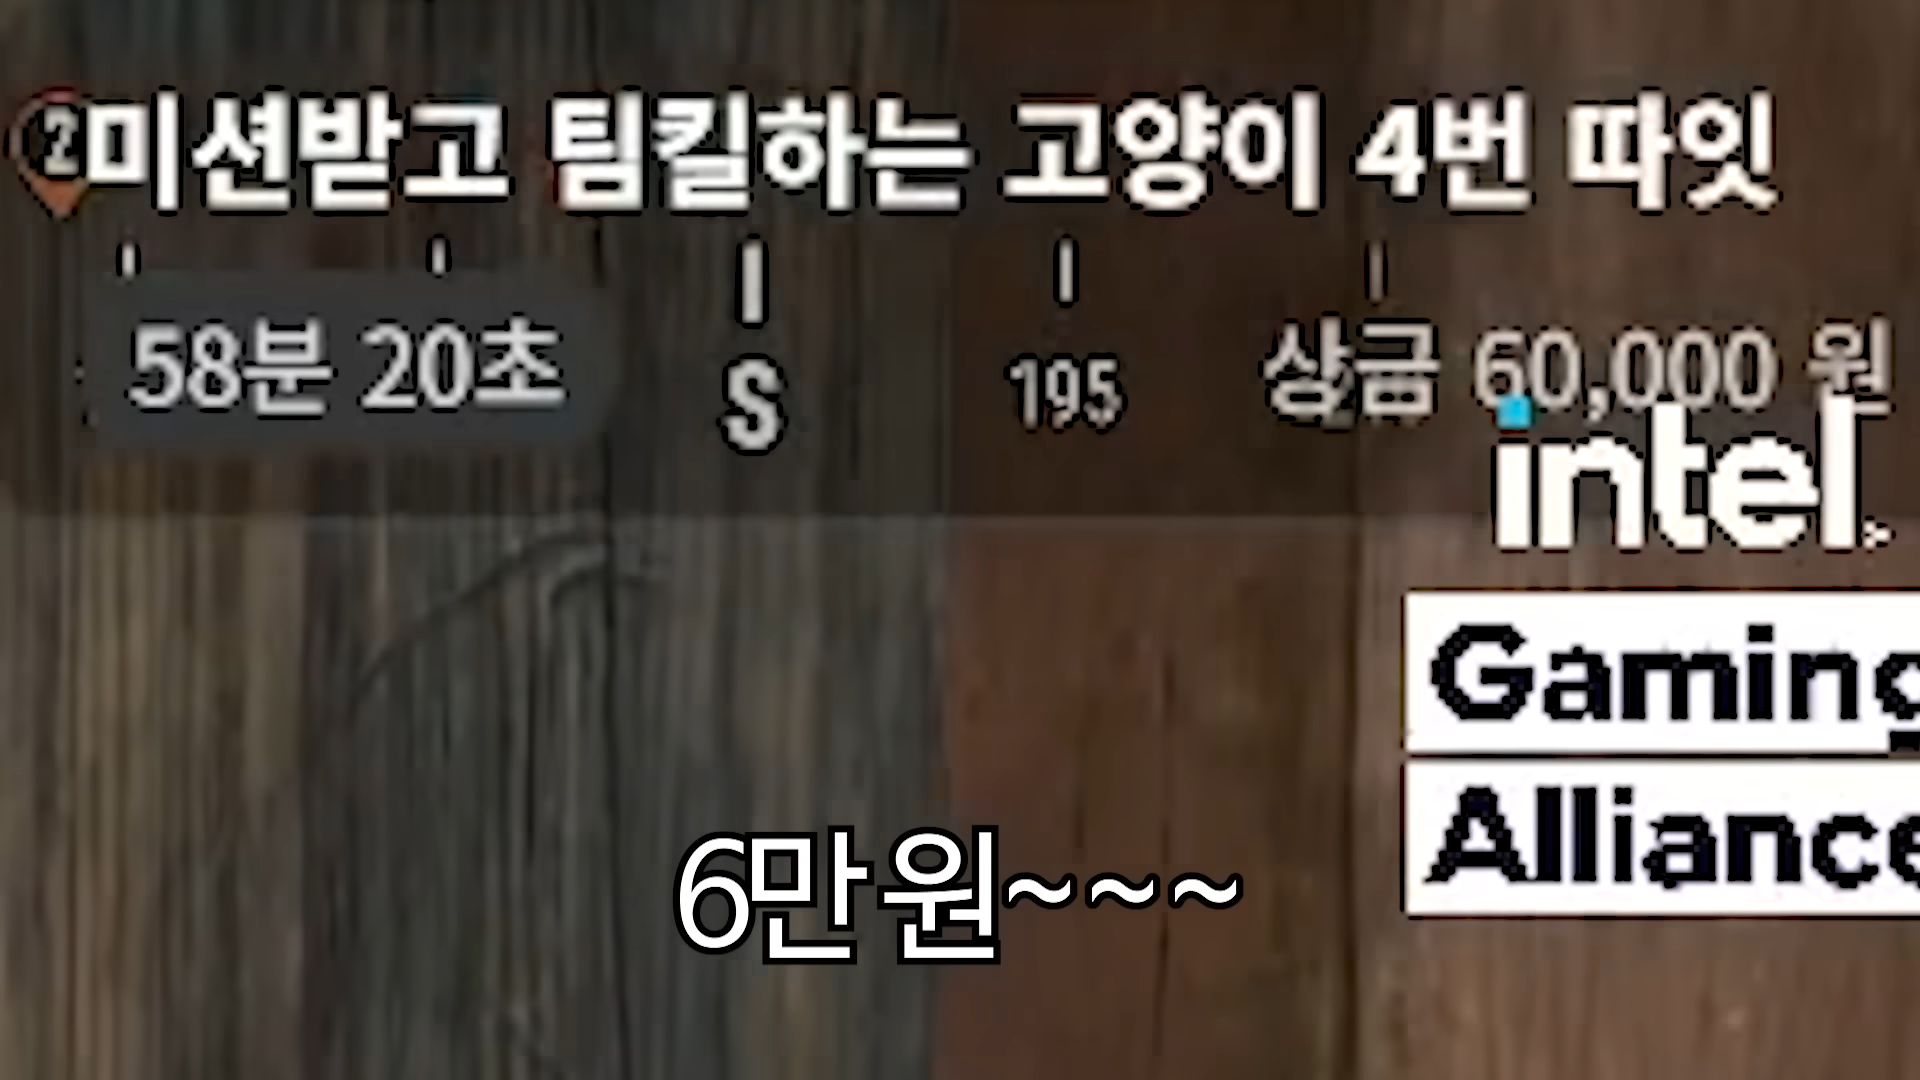 2
미션받고 팀킬하는 고양이 4번 따잇
58분 20초
S
195
상금 60,000 원
intel
Gaming
Alliance
6만원~~~